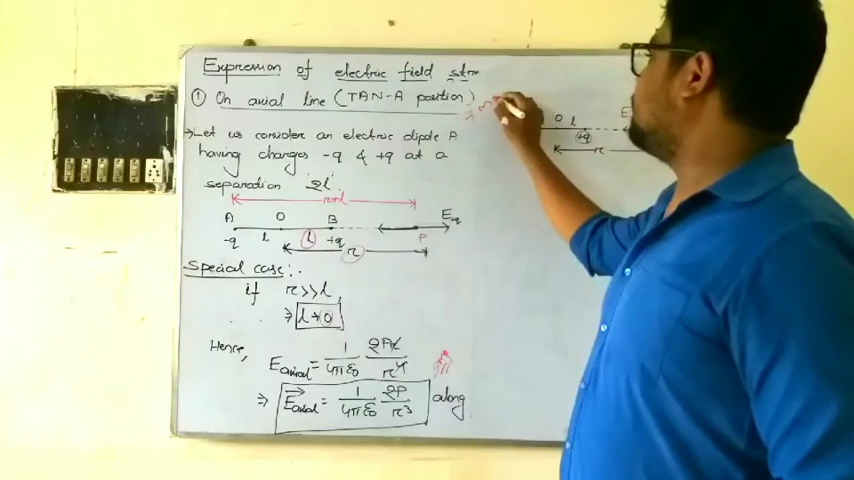 Expression of electric field stre
① On axial line (TAN-A position)
→ Let us consider an electric dipole A
having charges -q & +q at a
separation 2l
r+l
A O B E
-q l l +q r P
Special case:-
if r>>l
⇒ l→0
Hence,
E axial = 1/4πε0 2Pr/r⁴
⇒ E axial = 1/4πε0 2P/r³ along
O l E
+q
r